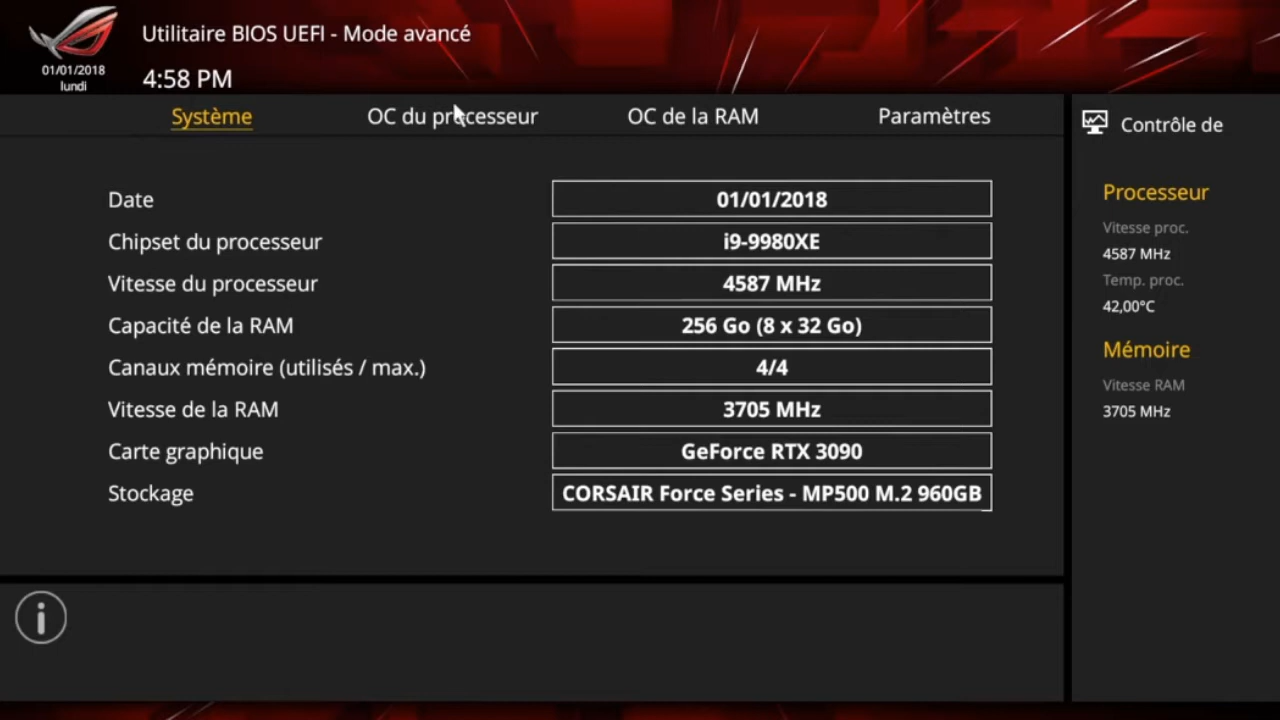 Utilitaire BIOS UEFI - Mode avancé
01/01/2018
lundi
4:58 PM
Système
OC du processeur
OC de la RAM
Paramètres
Contrôle de
Date
01/01/2018
Chipset du processeur
i9-9980XE
Vitesse du processeur
4587 MHz
Capacité de la RAM
256 Go (8 x 32 Go)
Canaux mémoire (utilisés / max.)
4/4
Vitesse de la RAM
3705 MHz
Carte graphique
GeForce RTX 3090
Stockage
CORSAIR Force Series - MP500 M.2 960GB
Processeur
Vitesse proc.
4587 MHz
Temp. proc.
42,00°C
Mémoire
Vitesse RAM
3705 MHz